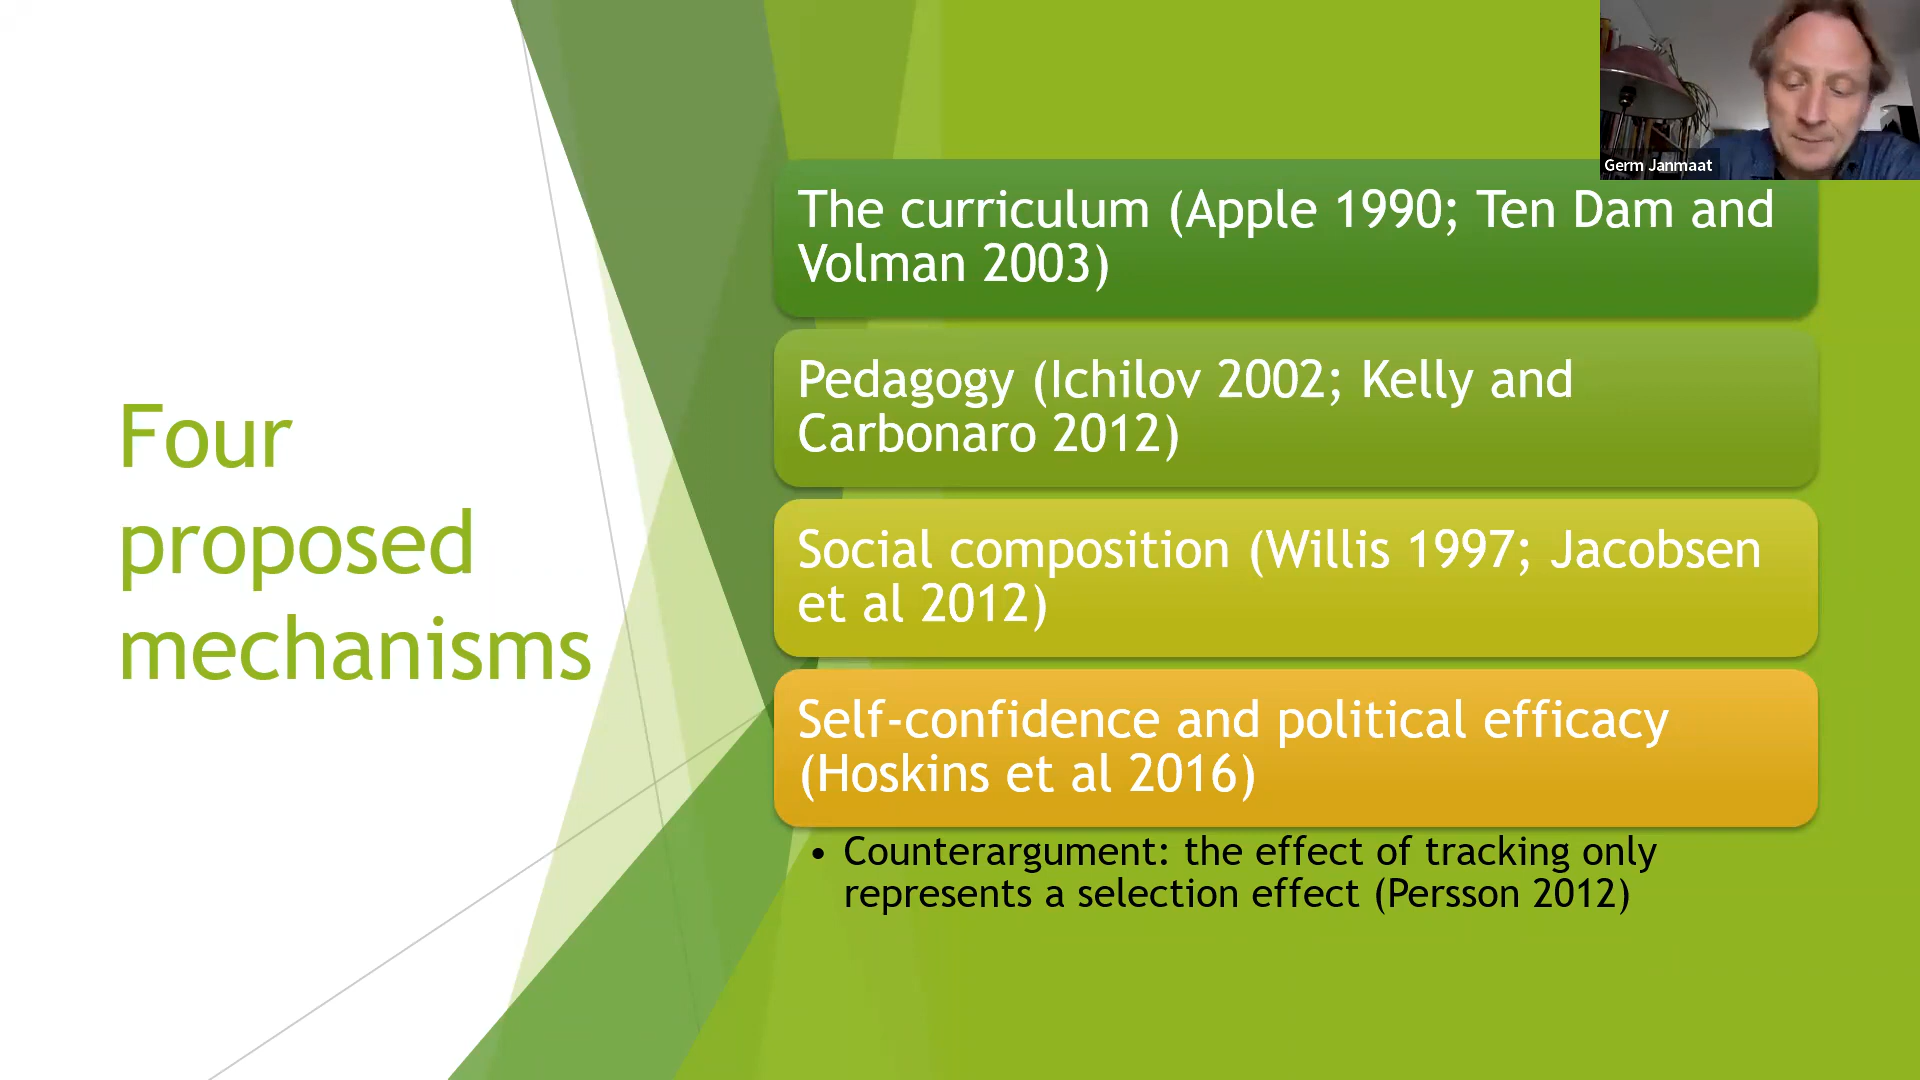 Germ Janmaat
Four
proposed
mechanisms
The curriculum (Apple 1990; Ten Dam and
Volman 2003)
Pedagogy (Ichilov 2002; Kelly and
Carbonaro 2012)
Social composition (Willis 1997; Jacobsen
et al 2012)
Self-confidence and political efficacy
(Hoskins et al 2016)
• Counterargument: the effect of tracking only
represents a selection effect (Persson 2012)